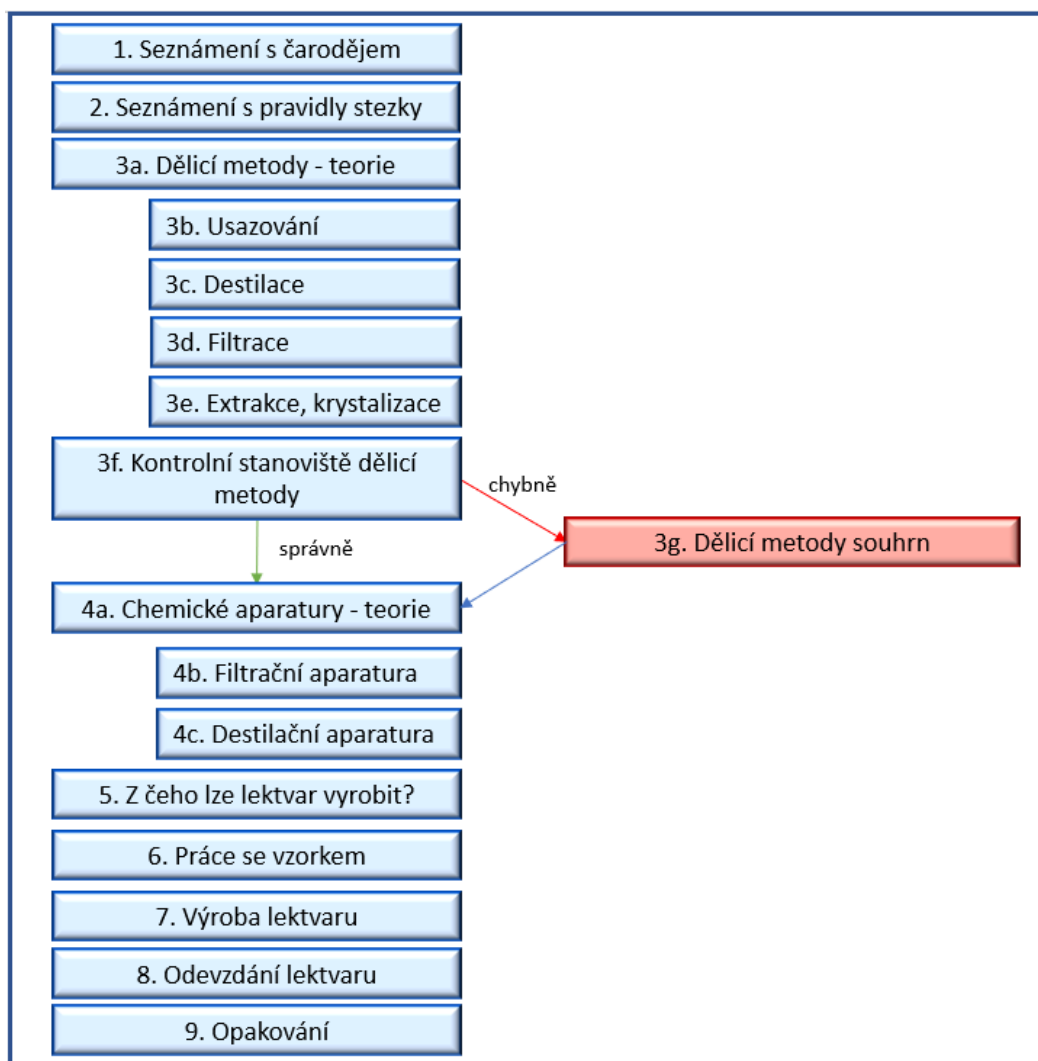 1. Seznámení s čarodějem
2. Seznámení s pravidly stezky
3a. Dělicí metody - teorie
3b. Usazování
3c. Destilace
3d. Filtrace
3e. Extrakce, krystalizace
3f. Kontrolní stanoviště dělicí
metody
chybně
3g. Dělicí metody souhrn
správně
4a. Chemické aparatury - teorie
4b. Filtrační aparatura
4c. Destilační aparatura
5. Z čeho lze lektvar vyrobit?
6. Práce se vzorkem
7. Výroba lektvaru
8. Odevzdání lektvaru
9. Opakování